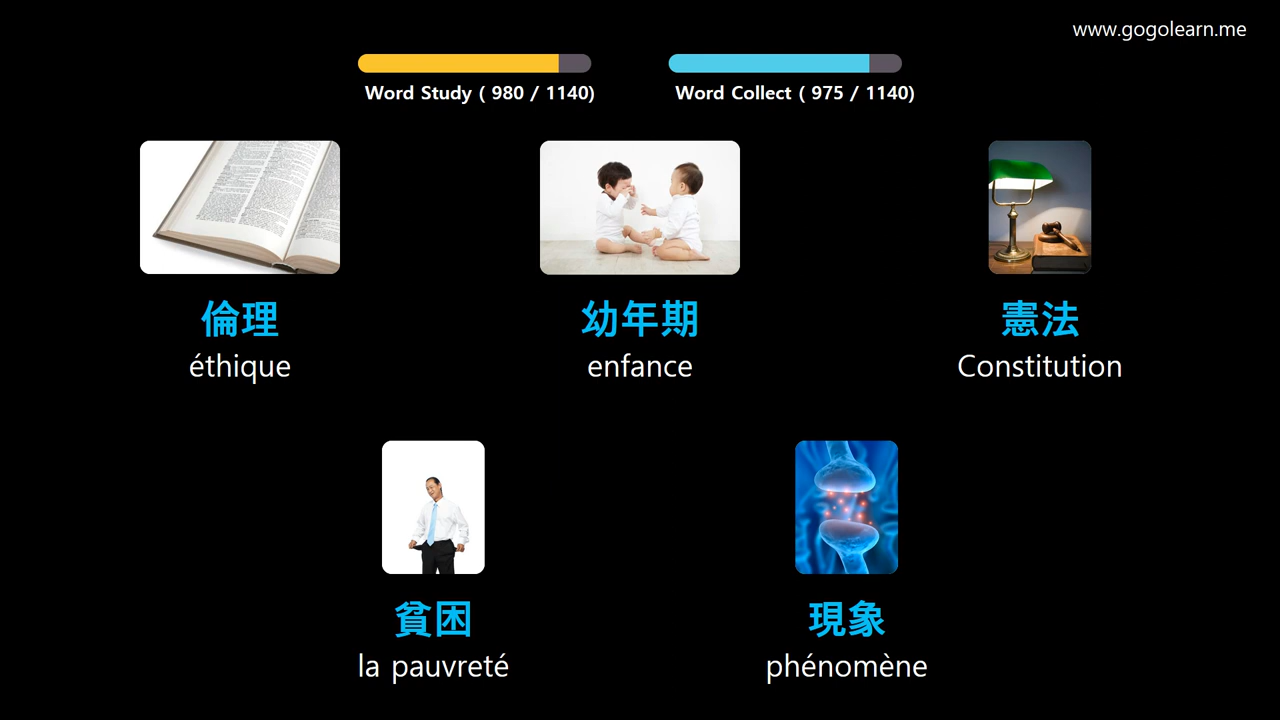 www.gogolearn.me
Word Study ( 980 / 1140)
Word Collect ( 975 / 1140)
倫理
éthique
幼年期
enfance
憲法
Constitution
貧困
la pauvreté
現象
phénomène